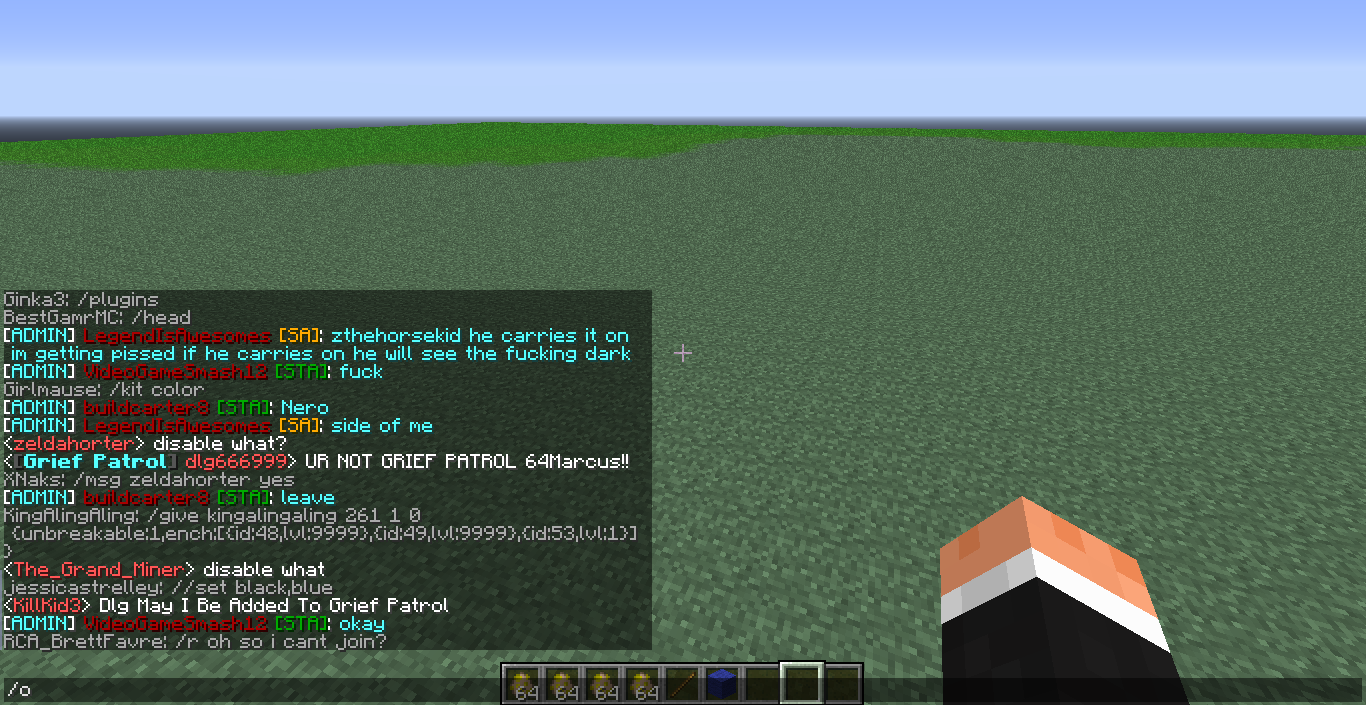 Ginka3: /plugins
BestGamrMC: /head
[ADMIN] LegendIsAwesomes [SA]: zthehorsekid he carries it on
im getting pissed if he carries on he will see the fucking dark
[ADMIN] VideoGameSmash12 [STA]: fuck
Girlmause: /kit color
[ADMIN] buildcarter8 [STA]: Nero
[ADMIN] LegendIsAwesomes [SA]: side of me
<zeldahorter> disable what?
<[Grief Patrol] dlg666999> UR NOT GRIEF PATROL 64Marcus!!
XNaks: /msg zeldahorter yes
[ADMIN] buildcarter8 [STA]: leave
KingAlingAling: /give kingalingaling 261 1 0
{unbreakable:1,ench:[{id:48,lvl:9999},{id:49,lvl:9999},{id:53,lvl:1}]
}
<The_Grand_Miner> disable what
jessicastrelley: //set black,blue
<KillKid3> Dlg May I Be Added To Grief Patrol
[ADMIN] VideoGameSmash12 [STA]: okay
RCA_BrettFavre: /r oh so i cant join?
64 64 64 64
/o